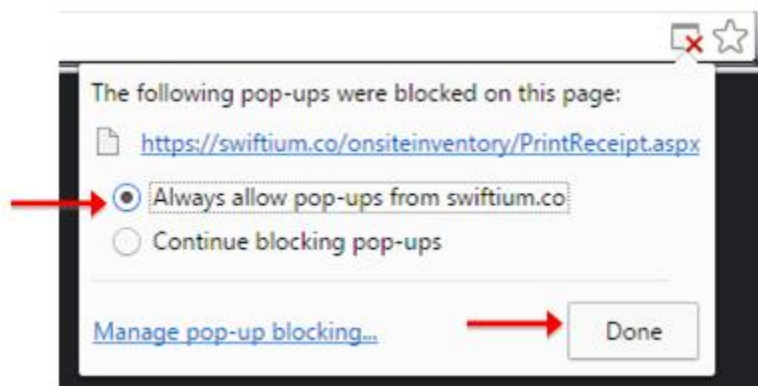 The following pop-ups were blocked on this page:
https://swiftium.co/onsiteinventory/PrintReceipt.aspx
Always allow pop-ups from swiftium.co
Continue blocking pop-ups
Manage pop-up blocking...
Done